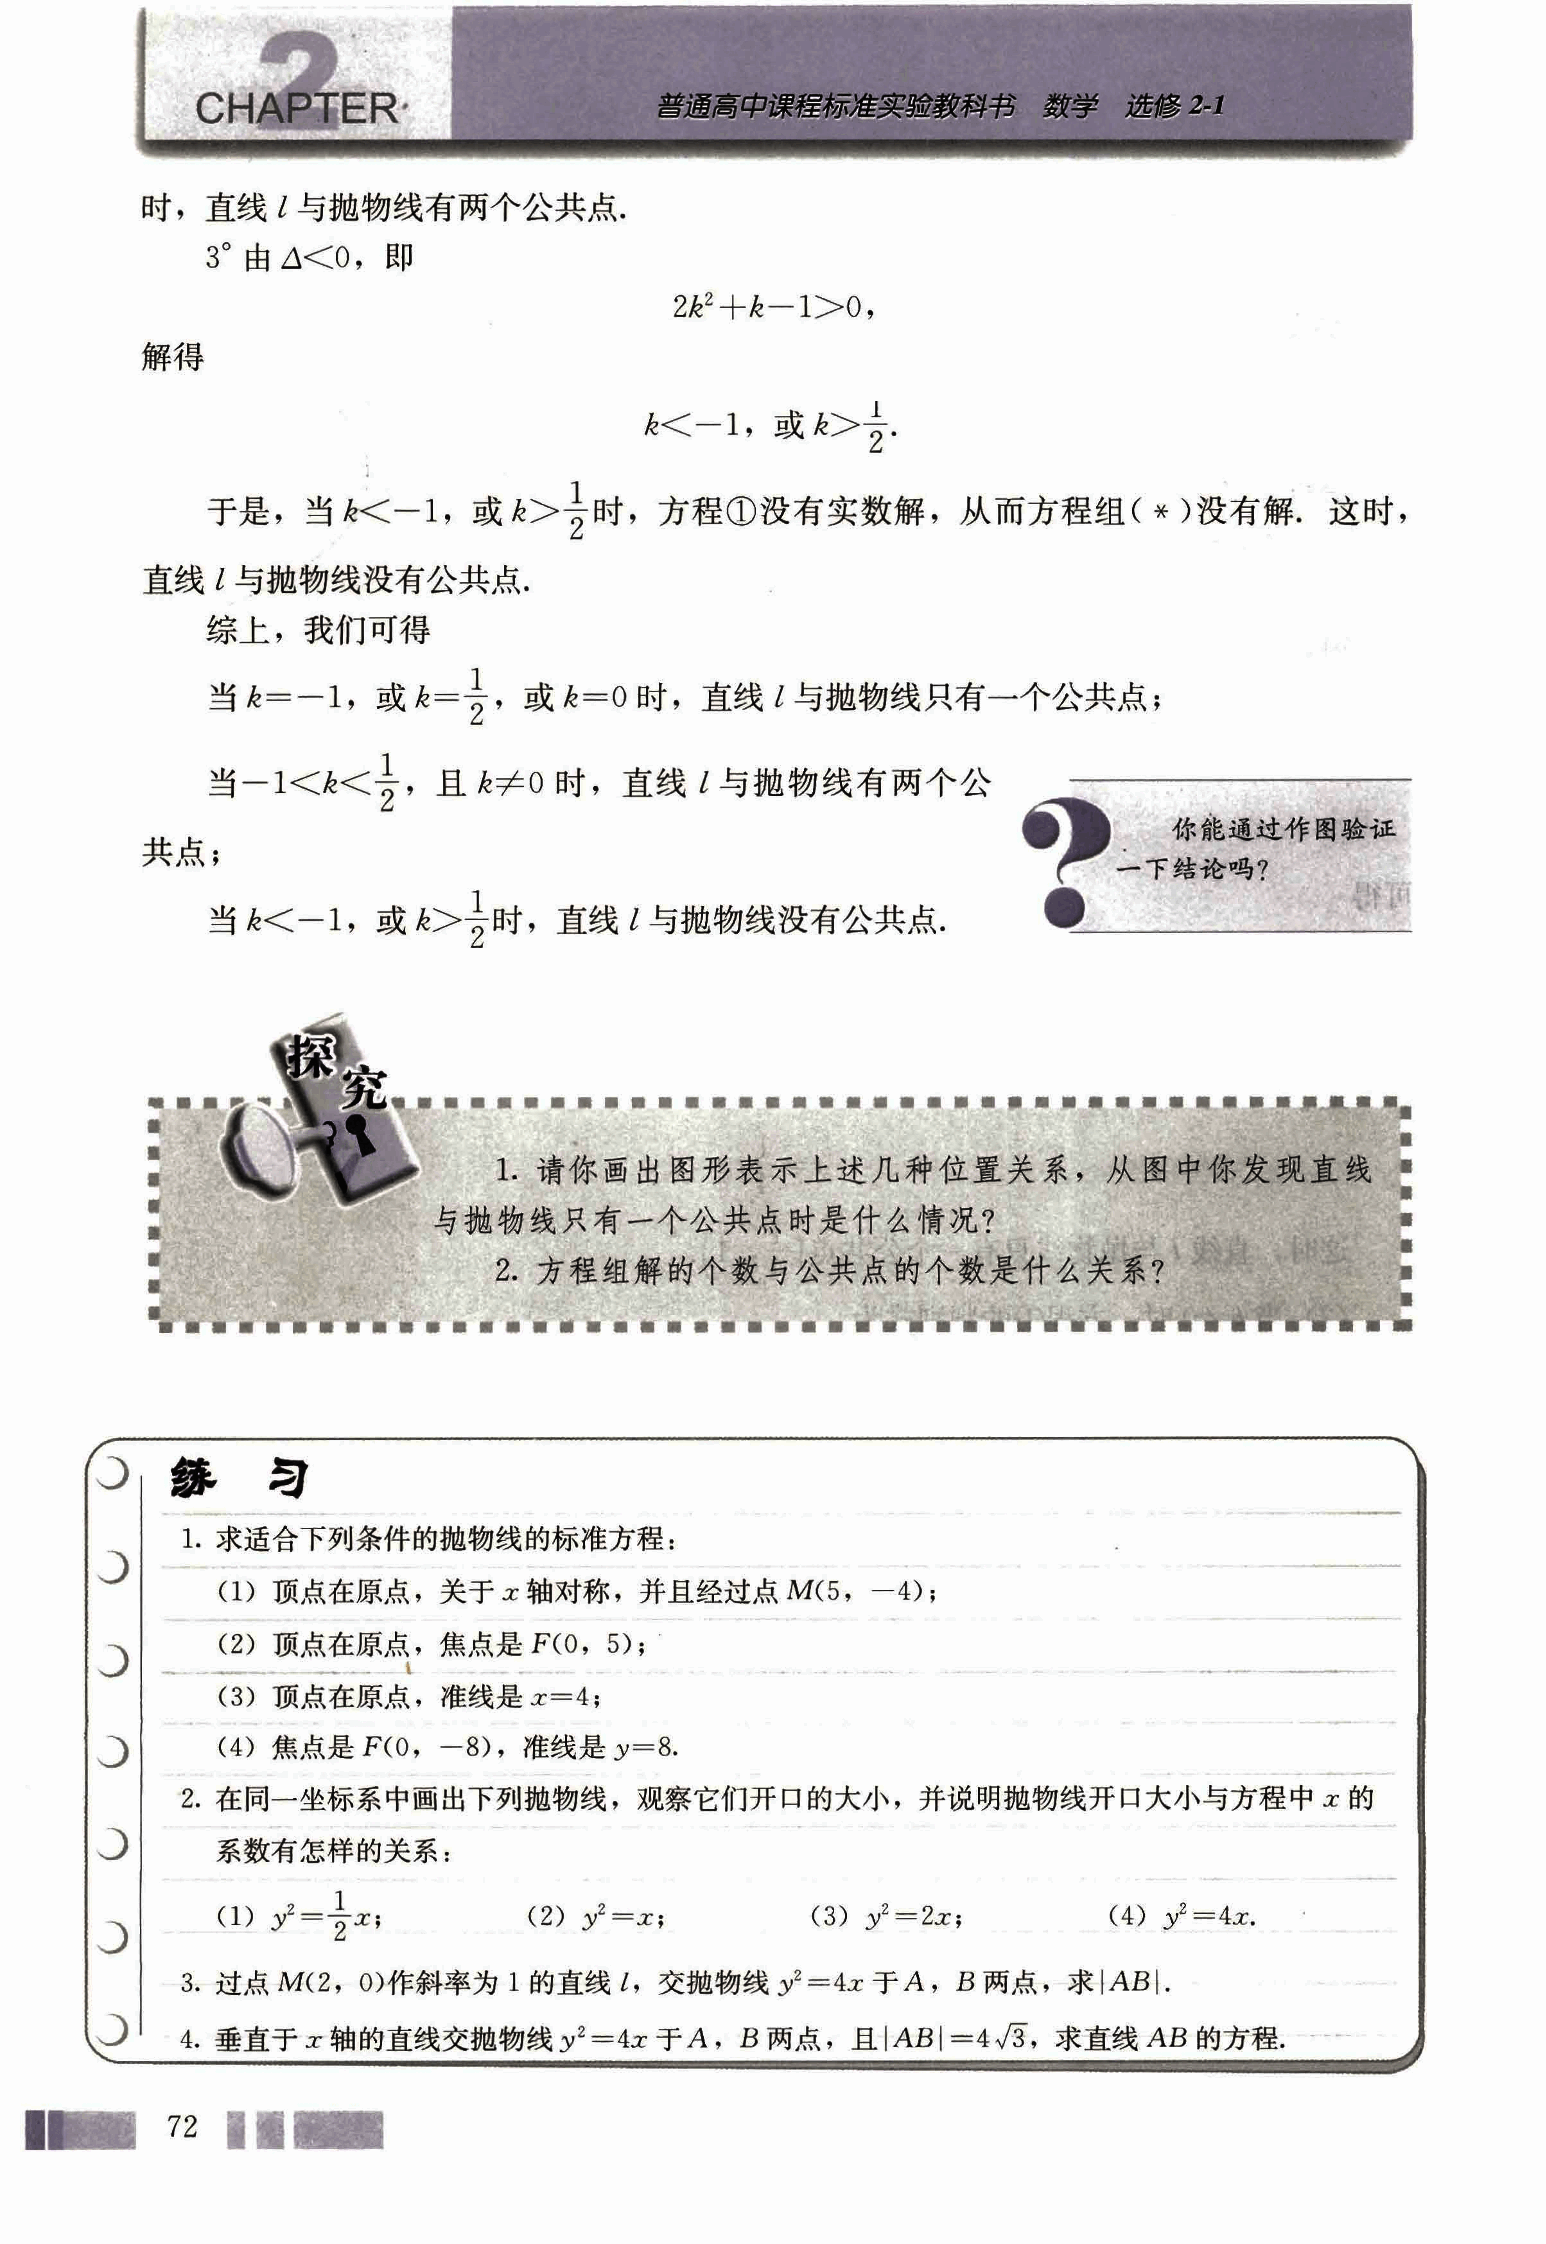 2
CHAPTER
普通高中课程标准实验教科书 数学 选修 2-1
时，直线 l 与抛物线有两个公共点.
3° 由 Δ<0，即
2k²+k-1>0，
解得
k<-1，或 k>1/2.
于是，当 k<-1，或 k>1/2时，方程①没有实数解，从而方程组(*)没有解. 这时，
直线 l 与抛物线没有公共点.
综上，我们可得
当 k=-1，或 k=1/2，或 k=0 时，直线 l 与抛物线只有一个公共点；
当-1<k<1/2，且 k≠0 时，直线 l 与抛物线有两个公
共点；
当 k<-1，或 k>1/2时，直线 l 与抛物线没有公共点.
你能通过作图验证
一下结论吗？
探究
1. 请你画出图形表示上述几种位置关系，从图中你发现直线
与抛物线只有一个公共点时是什么情况？
2. 方程组解的个数与公共点的个数是什么关系？
练 习
1. 求适合下列条件的抛物线的标准方程：
(1) 顶点在原点，关于 x 轴对称，并且经过点 M(5，-4)；
(2) 顶点在原点，焦点是 F(0，5)；
(3) 顶点在原点，准线是 x=4；
(4) 焦点是 F(0，-8)，准线是 y=8.
2. 在同一坐标系中画出下列抛物线，观察它们开口的大小，并说明抛物线开口大小与方程中 x 的
系数有怎样的关系：
(1) y²=1/2x； (2) y²=x； (3) y²=2x； (4) y²=4x.
3. 过点 M(2，0)作斜率为 1 的直线 l，交抛物线 y²=4x 于 A，B 两点，求|AB|.
4. 垂直于 x 轴的直线交抛物线 y²=4x 于 A，B 两点，且|AB|=4√3，求直线 AB 的方程.
72